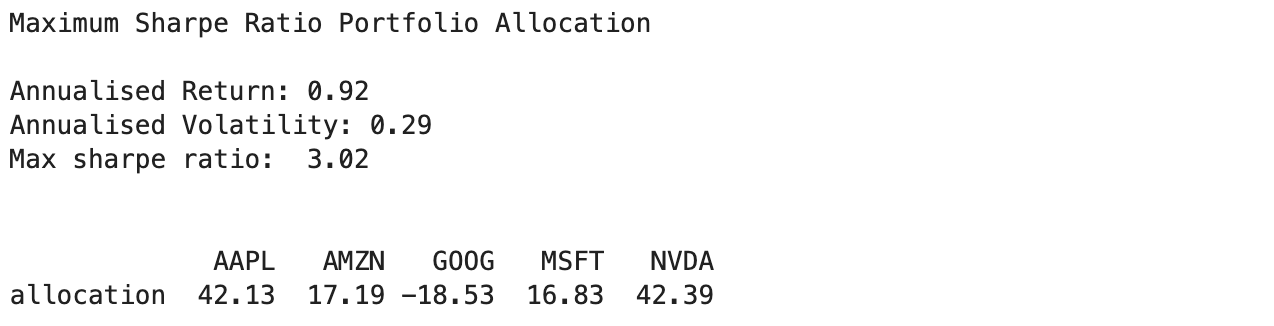 Maximum Sharpe Ratio Portfolio Allocation
Annualised Return: 0.92
Annualised Volatility: 0.29
Max sharpe ratio:  3.02
AAPL   AMZN   GOOG   MSFT   NVDA
allocation  42.13  17.19 −18.53  16.83  42.39